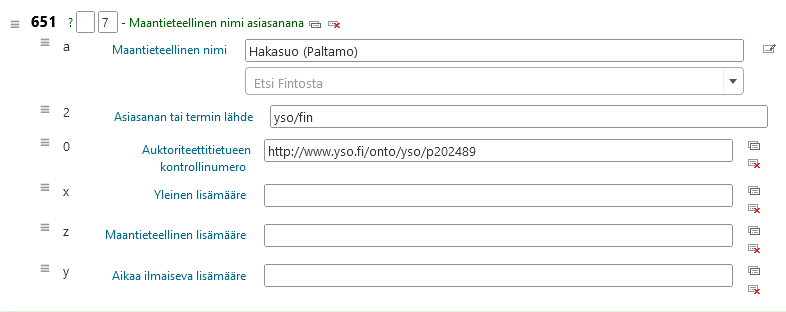 651 ? 7 - Maantieteellinen nimi asiasanana
a Maantieteellinen nimi Hakasuo (Paltamo)
Etsi Fintosta
2 Asiasanan tai termin lähde yso/fin
0 Auktoriteettitietueen kontrollinumero http://www.yso.fi/onto/yso/p202489
x Yleinen lisämääre
z Maantieteellinen lisämääre
y Aikaa ilmaiseva lisämääre